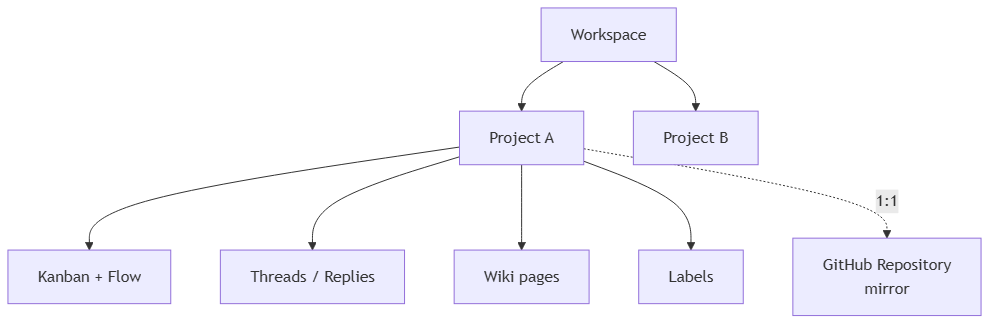 Workspace
Project A
Project B
1:1
Kanban + Flow
Threads / Replies
Wiki pages
Labels
GitHub Repository
mirror